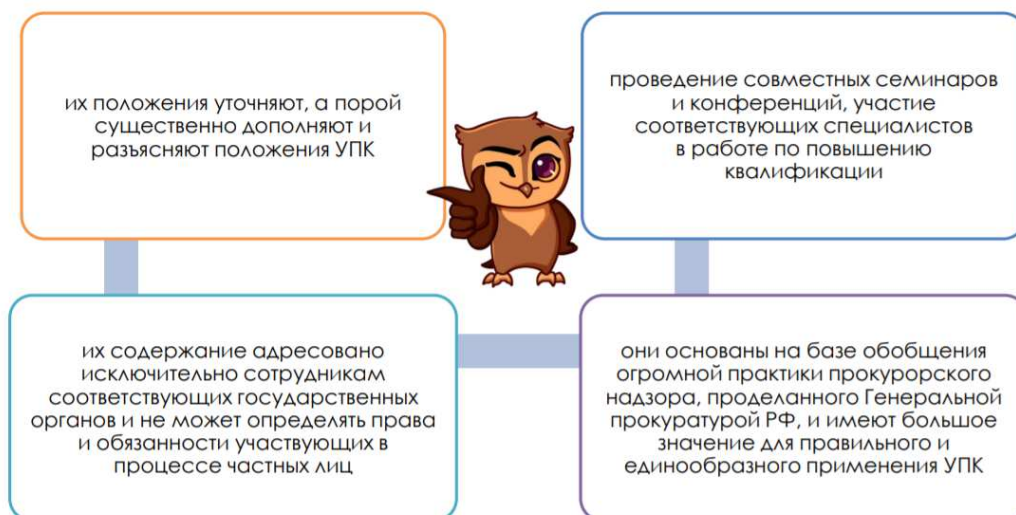 их положения уточняют, а порой
существенно дополняют и
разъясняют положения УПК
проведение совместных семинаров
и конференций, участие
соответствующих специалистов
в работе по повышению
квалификации
их содержание адресовано
исключительно сотрудникам
соответствующих государственных
органов и не может определять права
и обязанности участвующих в
процессе частных лиц
они основаны на базе обобщения
огромной практики прокурорского
надзора, проделанного Генеральной
прокуратурой РФ, и имеют большое
значение для правильного и
единообразного применения УПК